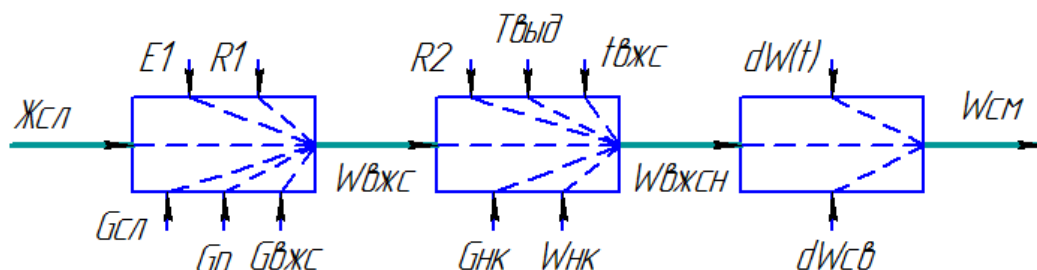 E1 R1 R2 Tвыд tвжс dW(t)
Жсл Wсм
Wвжс Wвжсн
Gсл Gп Gвжс Gнк Wнк dWсв